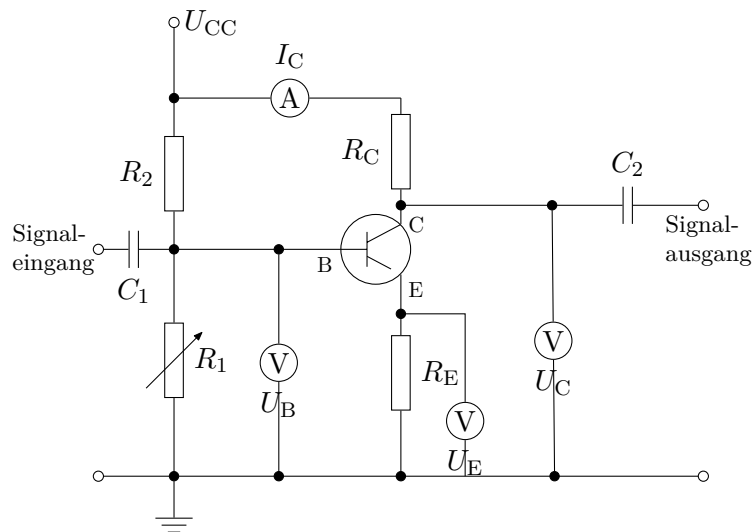 U_CC
I_C
A
R_C
R_2
C_2
Signal-
eingang
C
Signal-
ausgang
B
C_1
E
R_1
V
U_B
R_E
V
U_C
V
U_E